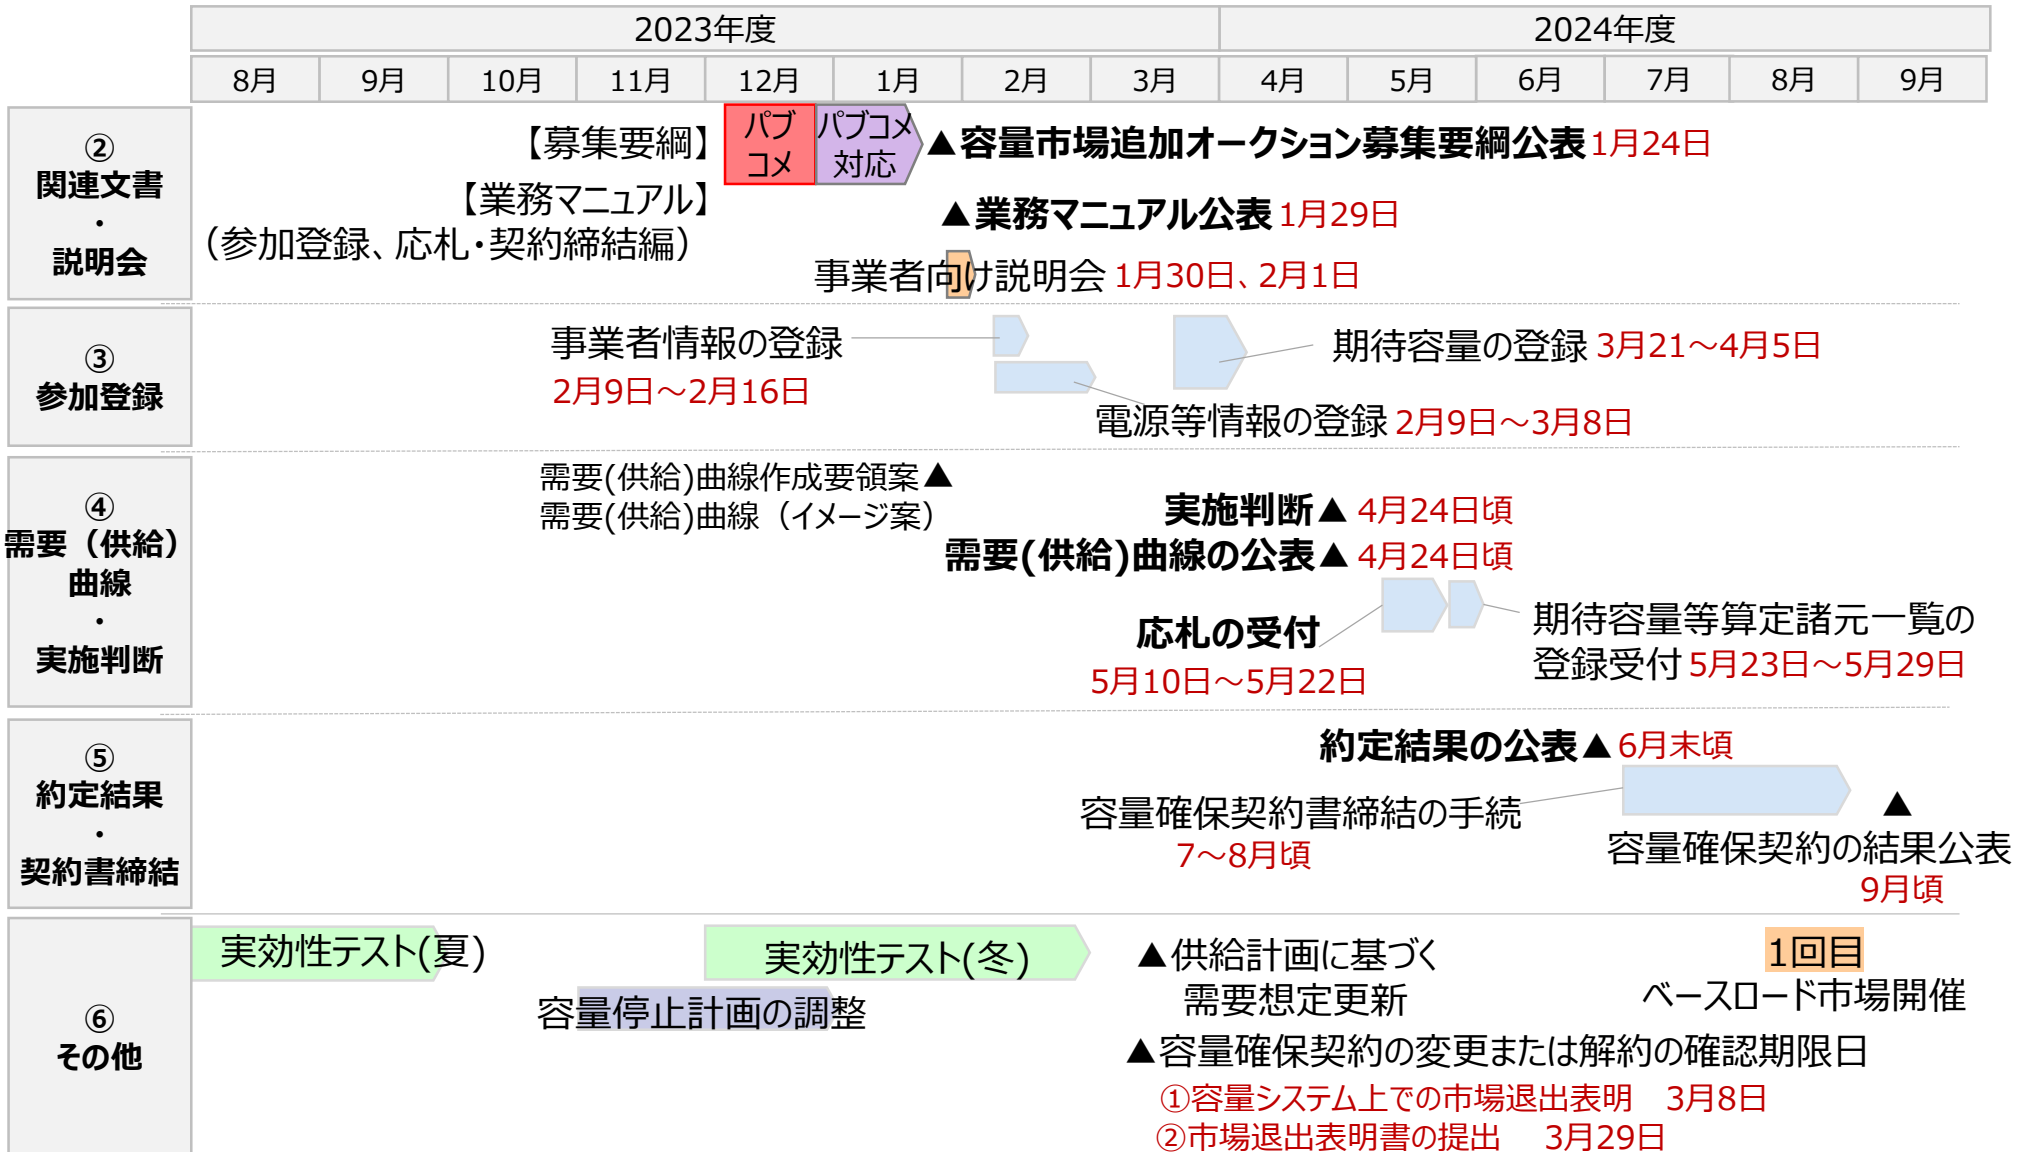 2023年度
2024年度
8月
9月
10月
11月
12月
1月
2月
3月
4月
5月
6月
7月
8月
9月
②
関連文書
・
説明会
【募集要綱】
パブ
コメ
パブコメ
対応
▲容量市場追加オークション募集要綱公表 1月24日
【業務マニュアル】
（参加登録、応札・契約締結編）
▲業務マニュアル公表 1月29日
事業者向け説明会 1月30日、2月1日
③
参加登録
事業者情報の登録
2月9日～2月16日
期待容量の登録 3月21～4月5日
電源等情報の登録 2月9日～3月8日
④
需要（供給）
曲線
・
実施判断
需要(供給)曲線作成要領案▲
需要(供給)曲線（イメージ案）
実施判断▲ 4月24日頃
需要(供給)曲線の公表▲ 4月24日頃
応札の受付
5月10日～5月22日
期待容量等算定諸元一覧の
登録受付 5月23日～5月29日
⑤
約定結果
・
契約書締結
約定結果の公表▲ 6月末頃
容量確保契約書締結の手続
7～8月頃
▲
容量確保契約の結果公表
9月頃
⑥
その他
実効性テスト(夏)
実効性テスト(冬)
容量停止計画の調整
▲供給計画に基づく
需要想定更新
1回目
ベースロード市場開催
▲容量確保契約の変更または解約の確認期限日
①容量システム上での市場退出表明　3月8日
②市場退出表明書の提出　3月29日